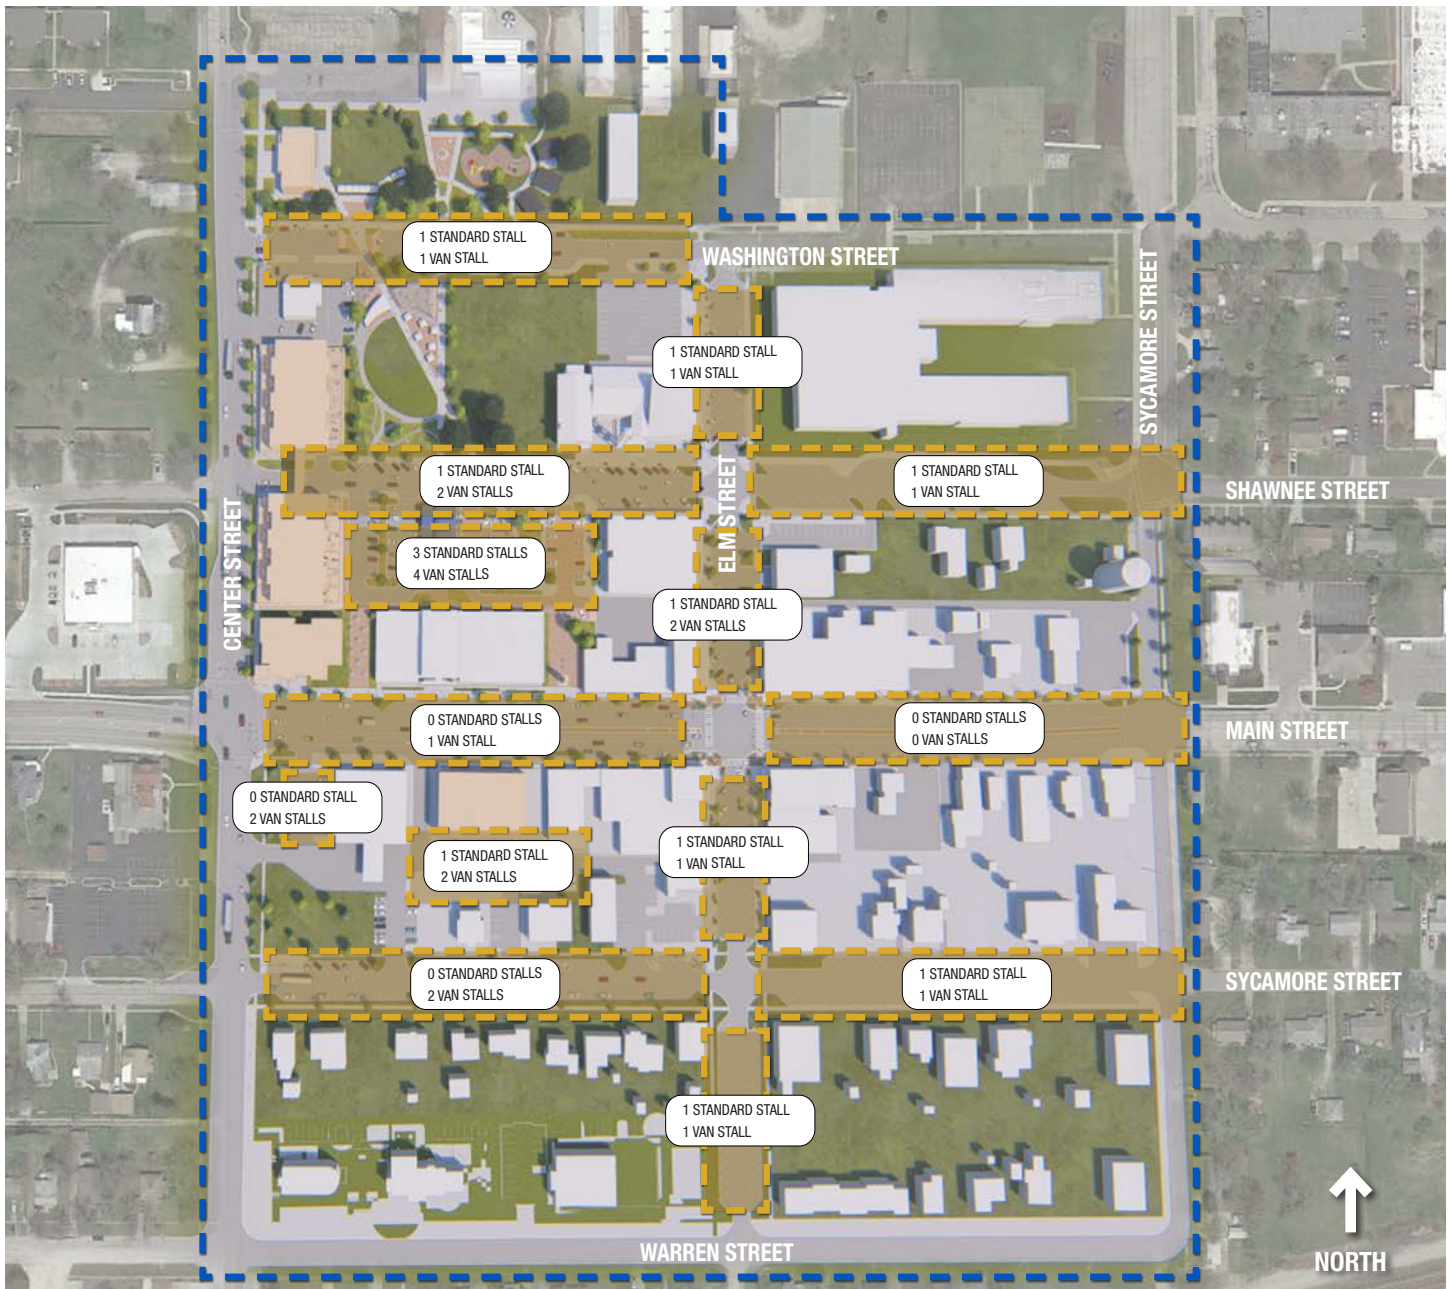 1 STANDARD STALL
1 VAN STALL
WASHINGTON STREET
SYCAMORE STREET
1 STANDARD STALL
1 VAN STALL
1 STANDARD STALL
2 VAN STALLS
1 STANDARD STALL
1 VAN STALL
SHAWNEE STREET
CENTER STREET
ELM STREET
3 STANDARD STALLS
4 VAN STALLS
1 STANDARD STALL
2 VAN STALLS
0 STANDARD STALLS
1 VAN STALL
0 STANDARD STALLS
0 VAN STALLS
MAIN STREET
0 STANDARD STALL
2 VAN STALLS
1 STANDARD STALL
2 VAN STALLS
1 STANDARD STALL
1 VAN STALL
0 STANDARD STALLS
2 VAN STALLS
1 STANDARD STALL
1 VAN STALL
SYCAMORE STREET
1 STANDARD STALL
1 VAN STALL
WARREN STREET
NORTH